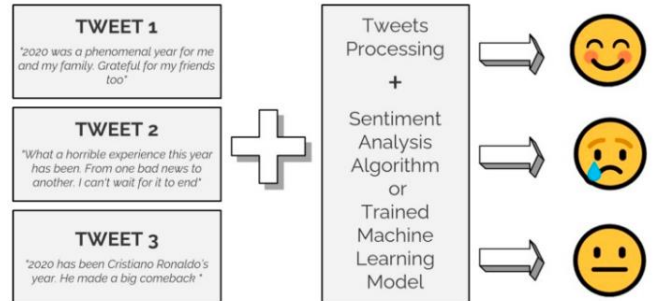 TWEET 1
"2020 was a phenomenal year for me
and my family. Grateful for my friends
too"
TWEET 2
"What a horrible experience this year
has been. From one bad news to
another. I can't wait for it to end"
TWEET 3
"2020 has been Cristiano Ronaldo's
year. He made a big comeback "
Tweets
Processing
+
Sentiment
Analysis
Algorithm
or
Trained
Machine
Learning
Model